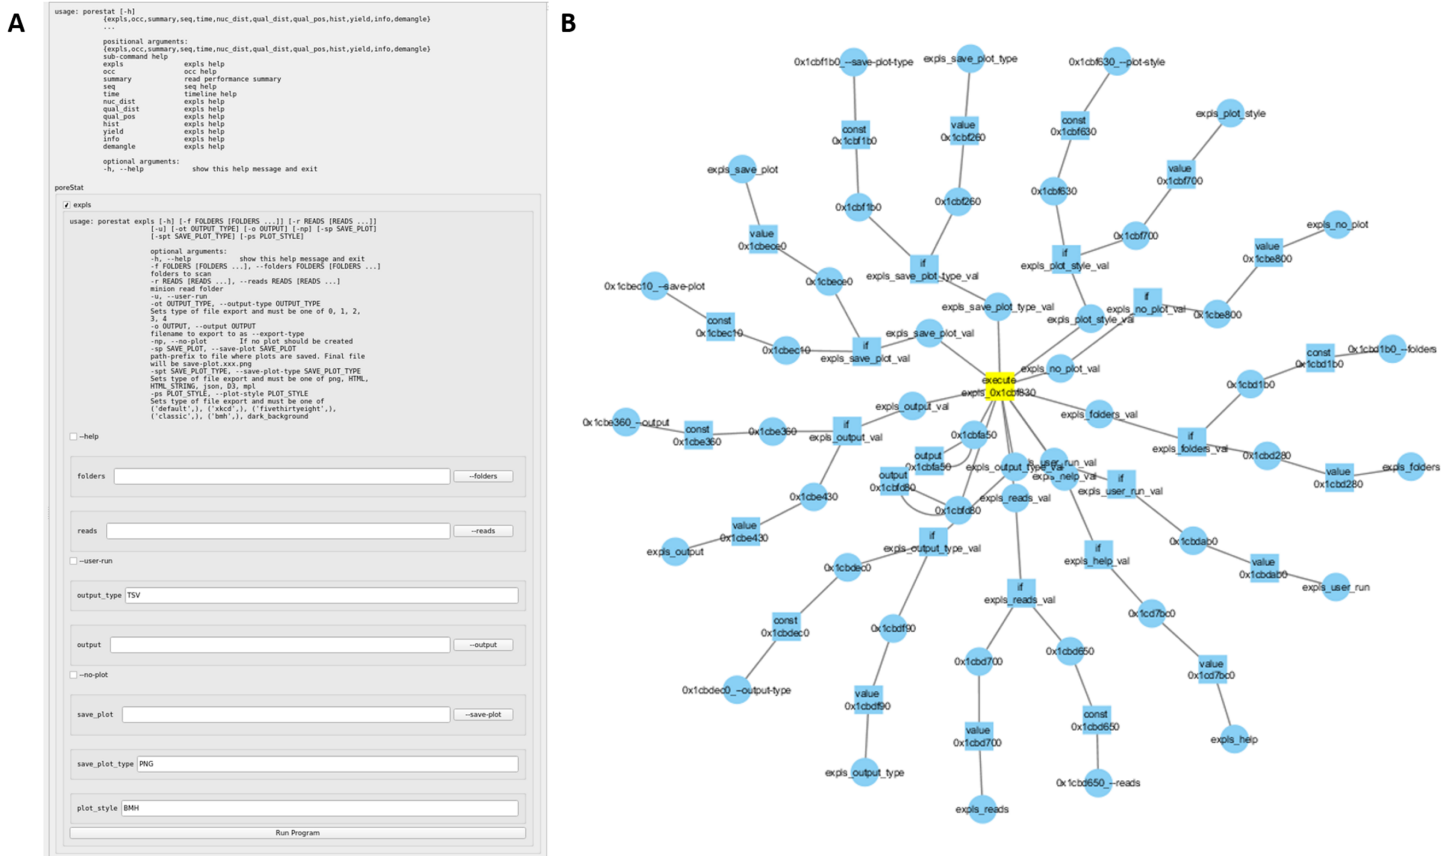 A
usage: porestat [-h]
{expls,occ,summary,seq,time,nuc_dist,qual_dist,qual_pos,hist,yield,info,demangle}
...
positional arguments:
{expls,occ,summary,seq,time,nuc_dist,qual_dist,qual_pos,hist,yield,info,demangle}
sub-command help
expls expls help
occ occ help
summary read performance summary
seq seq help
time timeline help
nuc_dist expls help
qual_dist expls help
qual_pos expls help
hist expls help
yield expls help
info expls help
demangle expls help
optional arguments:
-h, --help show this help message and exit
poreStat
expls
usage: porestat expls [-h] [-f FOLDERS [FOLDERS ...]] [-r READS [READS ...]]
[-u] [-ot OUTPUT_TYPE] [-o OUTPUT] [-np] [-sp SAVE_PLOT]
[-spt SAVE_PLOT_TYPE] [-ps PLOT_STYLE]
optional arguments:
-h, --help show this help message and exit
-f FOLDERS [FOLDERS ...], --folders FOLDERS [FOLDERS ...]
folders to scan
-r READS [READS ...], --reads READS [READS ...]
minion read folder
-u, --user-run
-ot OUTPUT_TYPE, --output-type OUTPUT_TYPE
Sets type of file export and must be one of 0, 1, 2,
3, 4
-o OUTPUT, --output OUTPUT
filename to export to as --export-type
-np, --no-plot If no plot should be created
-sp SAVE_PLOT, --save-plot SAVE_PLOT
path-prefix to file where plots are saved. Final file
will be save-plot.xxx.png
-spt SAVE_PLOT_TYPE, --save-plot-type SAVE_PLOT_TYPE
Sets type of file export and must be one of png, HTML,
HTML_STRING, json, D3, mpl
-ps PLOT_STYLE, --plot-style PLOT_STYLE
Sets type of file export and must be one of
('default',), ('xkcd',), ('fivethirtyeight',),
('classic',), ('bmh',), dark_background
--help
folders
--folders
reads
--reads
--user-run
output_type TSV
output
--output
--no-plot
save_plot
--save-plot
save_plot_type PNG
plot_style BMH
Run Program
B
0x1cbf1b0_--save-plot-type
expls_save_plot_type
0x1cbf630_--plot-style
expls_plot_style
const
0x1cbf1b0
value
0x1cbf260
const
0x1cbf630
expls_save_plot
value
0x1cbf700
0x1cbf1b0
0x1cbf260
0x1cbf630
value
0x1cbece0
0x1cbf700
expls_no_plot
value
0x1cbe800
if
expls_save_plot_type_val
if
expls_plot_style_val
0x1cbec10_--save-plot
0x1cbece0
expls_save_plot_type_val
if
expls_no_plot_val
0x1cbe800
const
0x1cbec10
expls_plot_style_val
expls_save_plot_val
0x1cbec10
if
expls_save_plot_val
const
0x1cbd1b0
0x1cbd1b0_--folders
expls_no_plot_val
0x1cbd1b0
execute
expls_0x1cbf830
expls_output_val
expls_folders_val
0x1cbe360_--output
const
0x1cbe360
0x1cbe360
if
expls_output_val
0x1cbfa50
if
expls_folders_val
0x1cbd280
value
0x1cbd280
expls_folders
output
0x1cbfa50
expls_output_type_val
expls_user_run_val
expls_help_val
output
0x1cbfd80
expls_reads_val
if
expls_user_run_val
0x1cbe430
0x1cbfd80
value
0x1cbe430
expls_output
if
expls_output_type_val
0x1cbdab0
if
expls_help_val
value
0x1cbdab0
expls_user_run
0x1cbdec0
if
expls_reads_val
0x1cd7bc0
const
0x1cbdec0
0x1cbdf90
0x1cbd700
0x1cbd650
value
0x1cd7bc0
0x1cbdec0_--output-type
value
0x1cbdf90
const
0x1cbd650
value
0x1cbd700
expls_help
expls_output_type
0x1cbd650_--reads
expls_reads